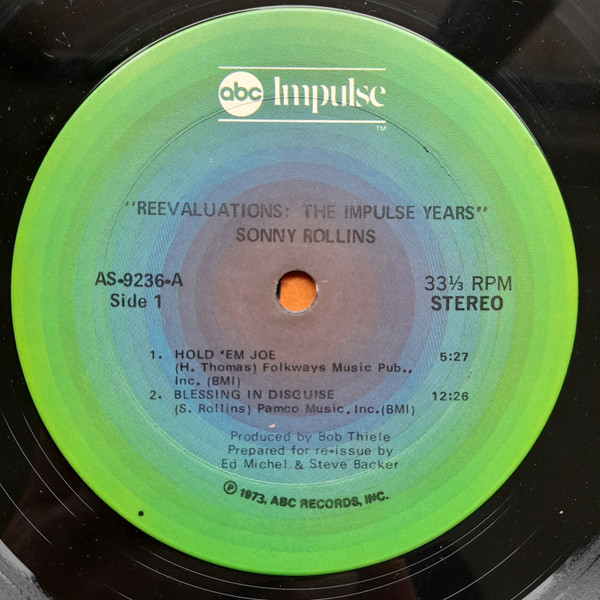 abc Impulse
TM
"REEVALUATIONS: THE IMPULSE YEARS"
SONNY ROLLINS
AS-9236-A
Side 1
33⅓ RPM
STEREO
1. HOLD 'EM JOE 5:27
(H. Thomas) Folkways Music Pub.,
Inc. (BMI)
2. BLESSING IN DISGUISE 12:26
(S. Rollins) Pamco Music, Inc.(BMI)
Produced by Bob Thiele
Prepared for re-issue by
Ed Michel & Steve Backer
℗ 1973, ABC RECORDS, INC.